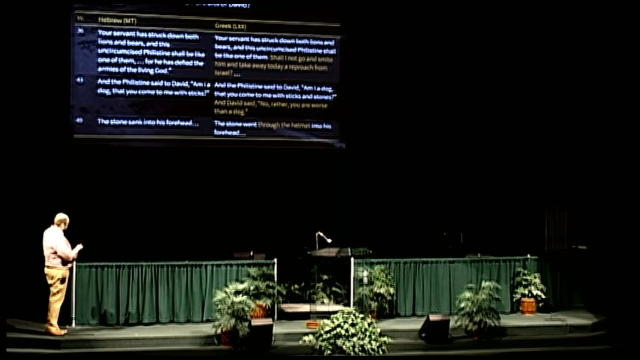 Vv. Hebrew (MT) Greek (LXX)
36
Your servant has struck down both
lions and bears, and this
uncircumcised Philistine shall be like
one of them, ... for he has defied the
armies of the living God."
Your servant has struck down both lions and
bears, and this uncircumcised Philistine shall
be like one of them. Shall I not go and smite
him and take away today a reproach from
Israel? ...
43
And the Philistine said to David, "Am I a
dog, that you come to me with sticks?"
And the Philistine said to David, "Am I a dog,
that you come to me with sticks and stones?"
And David said, "No, rather, you are worse
than a dog."
49
The stone sank into his forehead...
The stone went through the helmet into his
forehead...